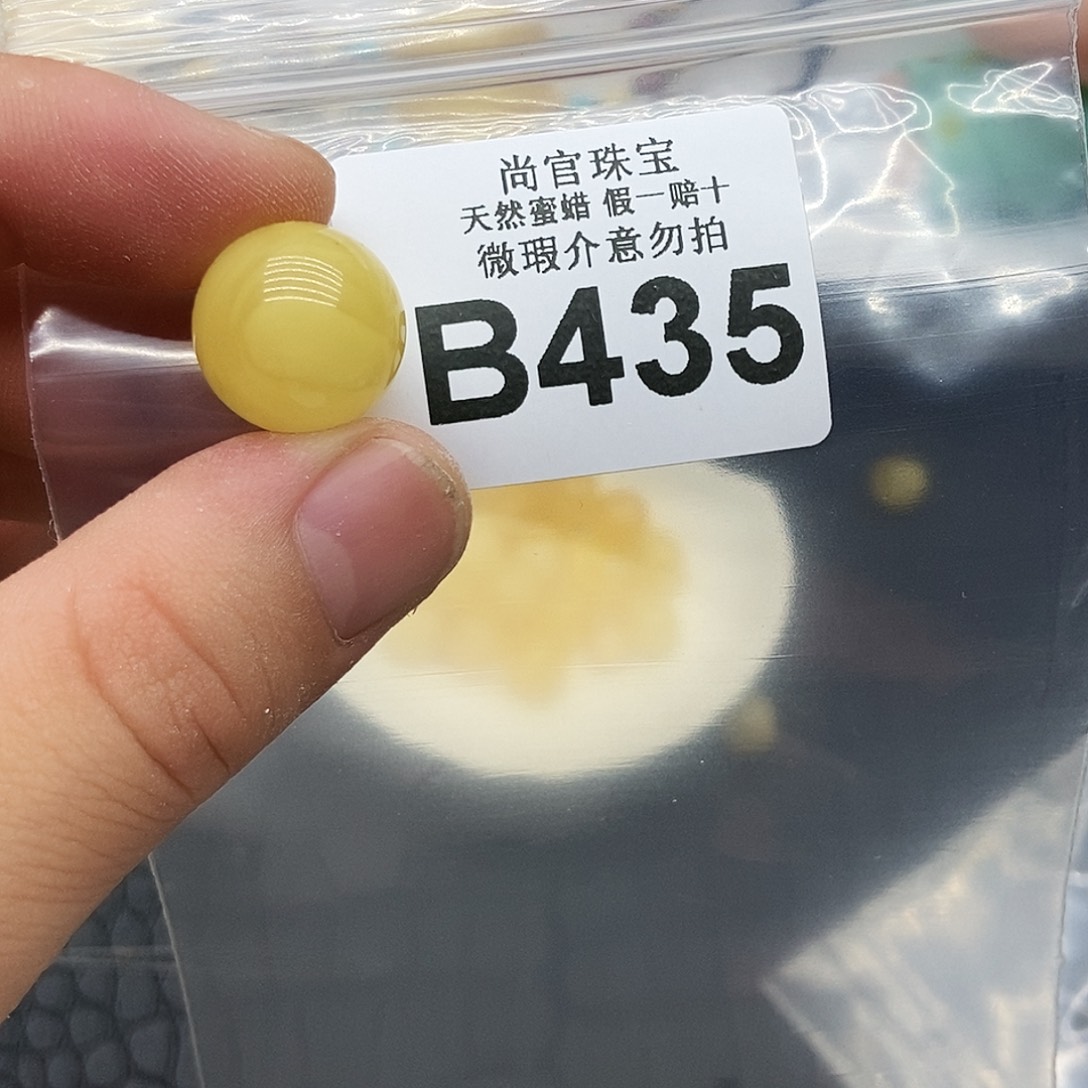 尚官珠宝
天然蜜蜡 假一赔十
微瑕介意勿拍
B435